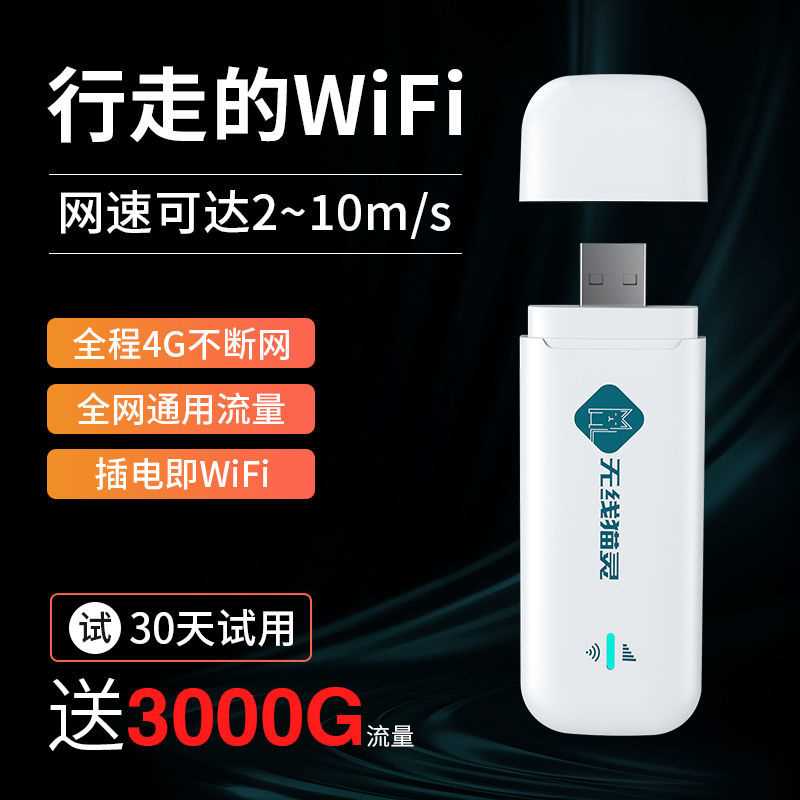 行走的WiFi
网速可达2~10m/s
全程4G不断网
全网通用流量
插电即WiFi
无线猫灵
试 30天试用
送3000G流量